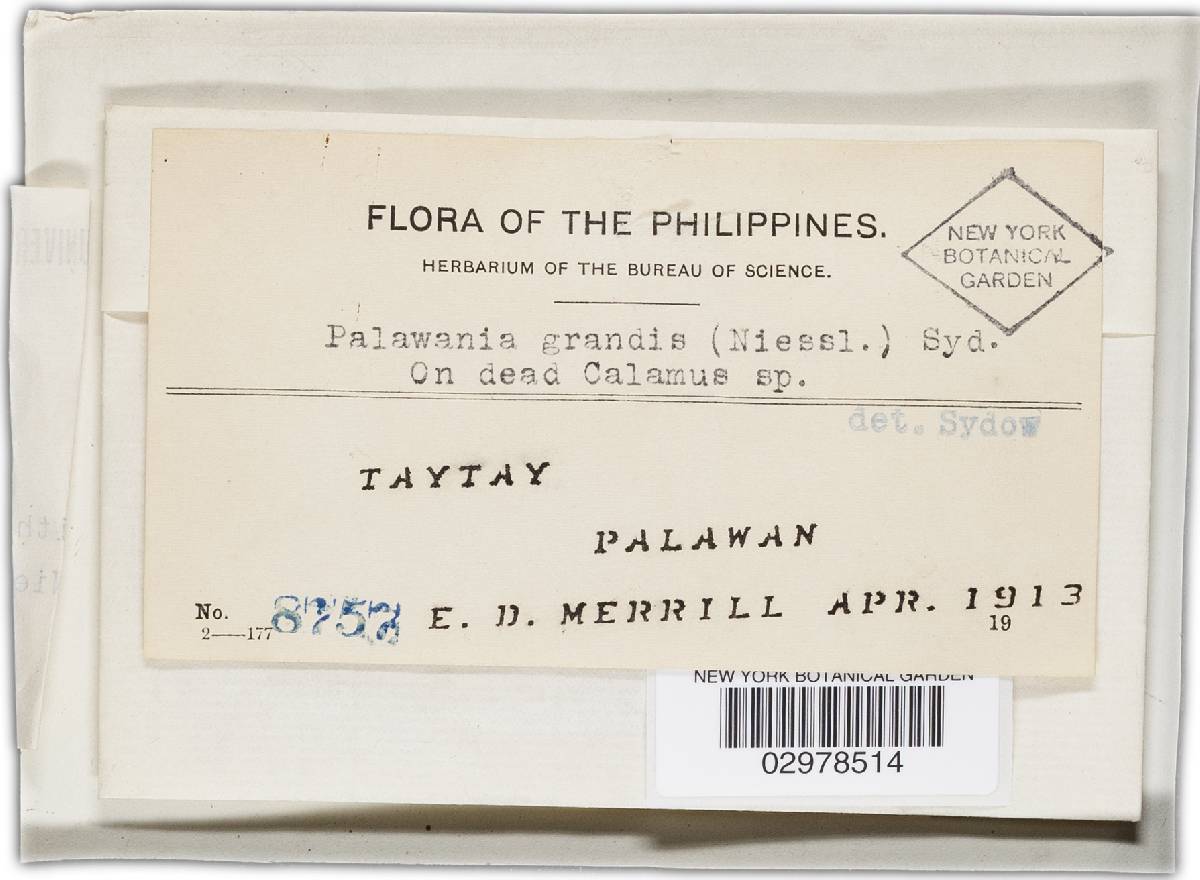 FLORA OF THE PHILIPPINES.
HERBARIUM OF THE BUREAU OF SCIENCE.
NEW YORK
BOTANICAL
GARDEN
Palawania grandis (Niessl.) Syd.
On dead Calamus sp.
det. Sydow
TAYTAY
PALAWAN
No. E. D. MERRILL APR. 1913
2—177 19
NEW YORK BOTANICAL GARDEN
02978514